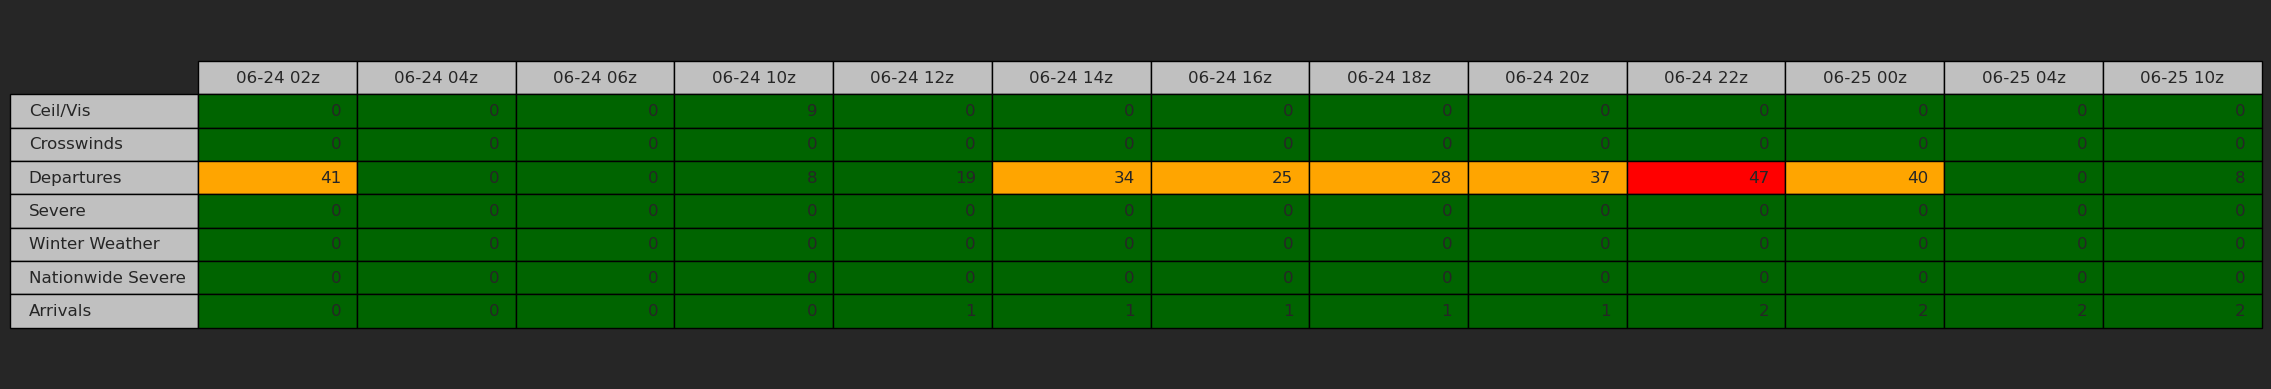 06-24 02z 06-24 04z 06-24 06z 06-24 10z 06-24 12z 06-24 14z 06-24 16z 06-24 18z 06-24 20z 06-24 22z 06-25 00z 06-25 04z 06-25 10z
Ceil/Vis 0 0 0 9 0 0 0 0 0 0 0 0 0
Crosswinds 0 0 0 0 0 0 0 0 0 0 0 0 0
Departures 41 0 0 8 19 34 25 28 37 47 40 0 8
Severe 0 0 0 0 0 0 0 0 0 0 0 0 0
Winter Weather 0 0 0 0 0 0 0 0 0 0 0 0 0
Nationwide Severe 0 0 0 0 0 0 0 0 0 0 0 0 0
Arrivals 0 0 0 0 1 1 1 1 1 2 2 2 2